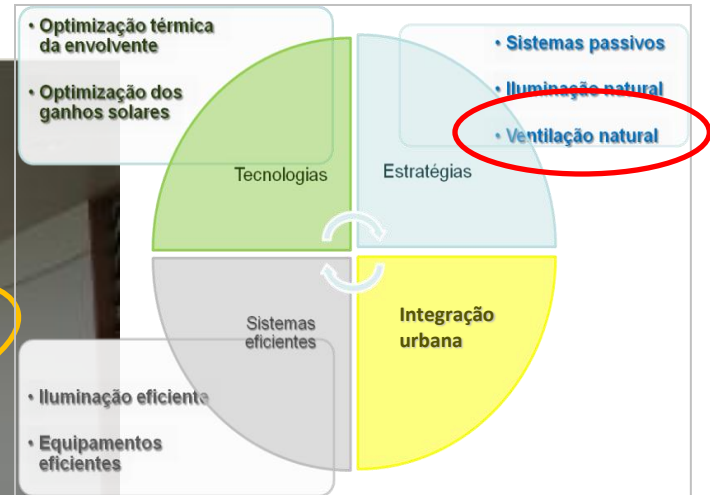 • Optimização térmica
da envolvente
• Optimização dos
ganhos solares
• Sistemas passivos
• Iluminação natural
• Ventilação natural
Tecnologias
Estratégias
Sistemas
eficientes
Integração
urbana
• Iluminação eficiente
• Equipamentos
eficientes